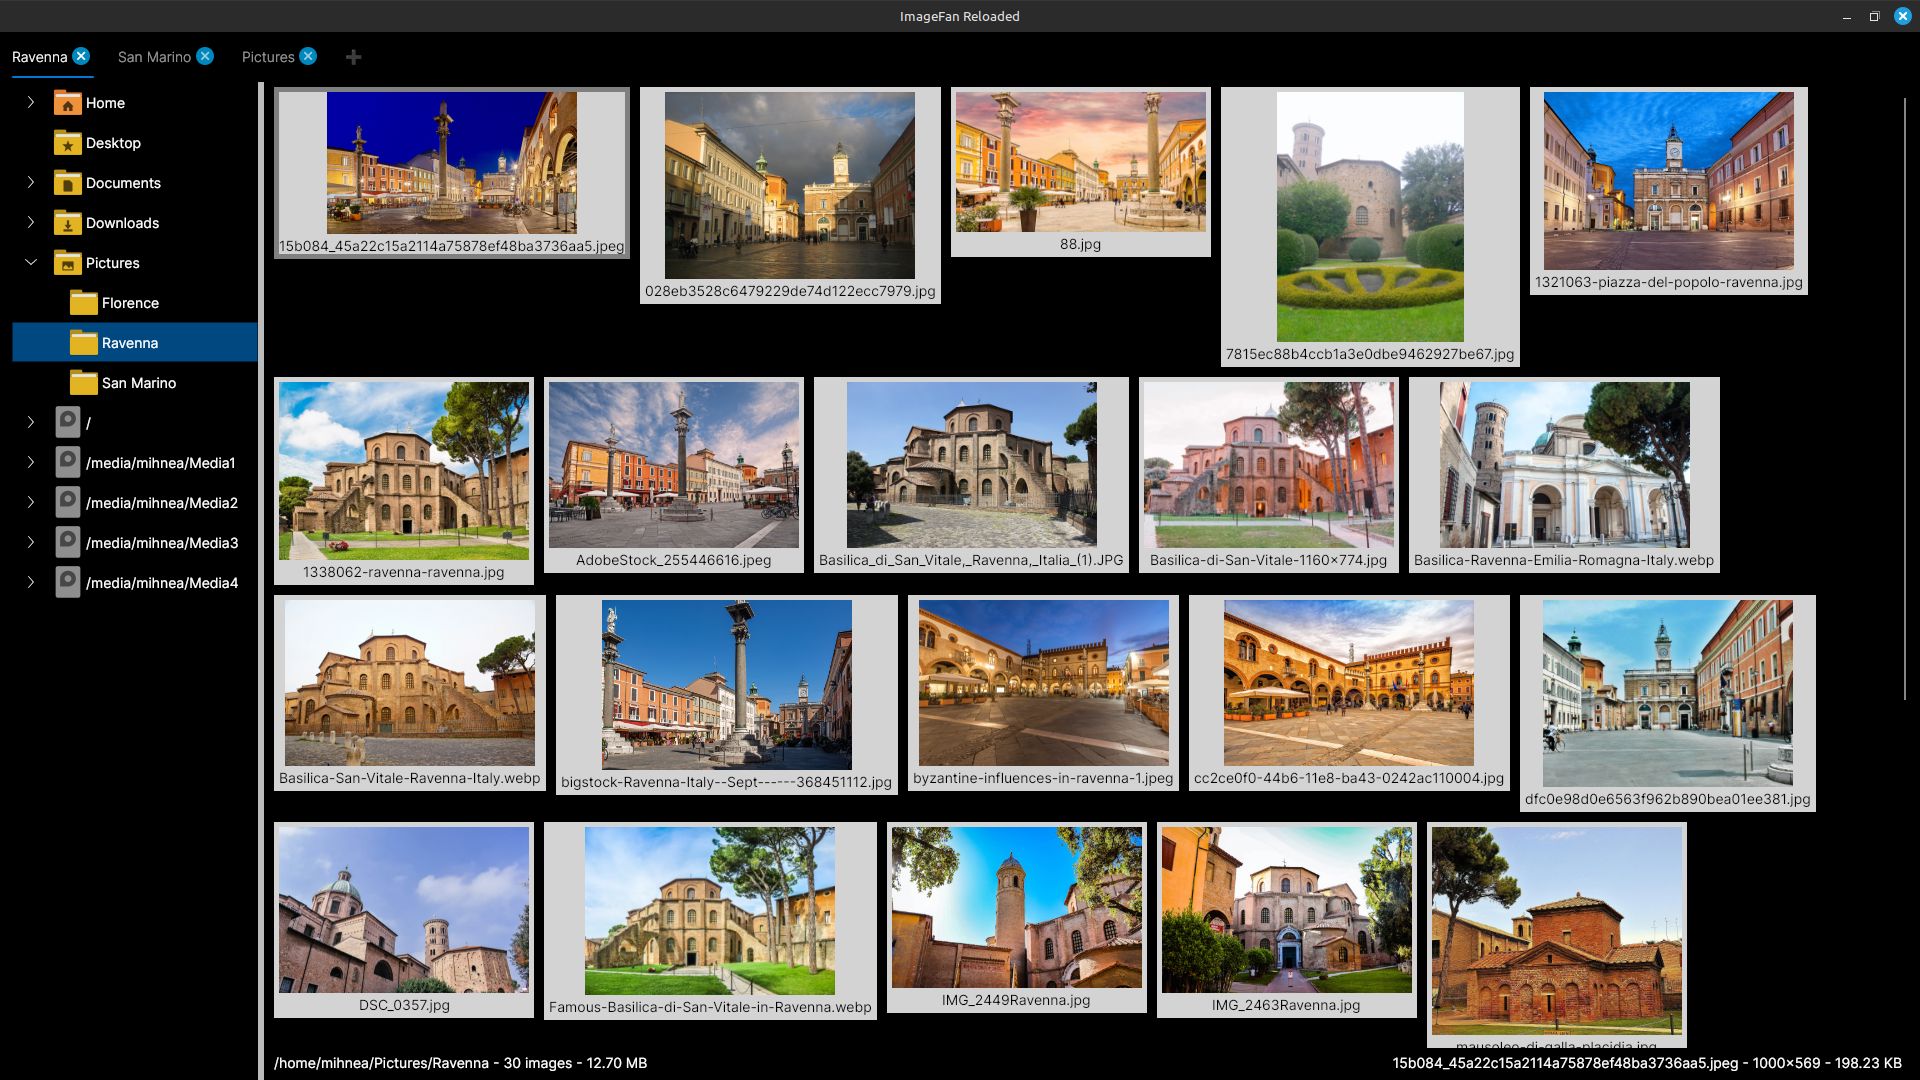 ImageFan Reloaded
Ravenna
San Marino
Pictures
Home
Desktop
Documents
Downloads
Pictures
Florence
Ravenna
San Marino
/
/media/mihnea/Media1
/media/mihnea/Media2
/media/mihnea/Media3
/media/mihnea/Media4
15b084_45a22c15a2114a75878ef48ba3736aa5.jpeg
028eb3528c6479229de74d122ecc7979.jpg
88.jpg
7815ec88b4ccb1a3e0dbe9462927be67.jpg
1321063-piazza-del-popolo-ravenna.jpg
1338062-ravenna-ravenna.jpg
AdobeStock_255446616.jpeg
Basilica_di_San_Vitale,_Ravenna,_Italia_(1).JPG
Basilica-di-San-Vitale-1160x774.jpg
Basilica-Ravenna-Emilia-Romagna-Italy.webp
Basilica-San-Vitale-Ravenna-Italy.webp
bigstock-Ravenna-Italy--Sept------368451112.jpg
byzantine-influences-in-ravenna-1.jpeg
cc2ce0f0-44b6-11e8-ba43-0242ac110004.jpg
dfc0e98d0e6563f962b890bea01ee381.jpg
DSC_0357.jpg
Famous-Basilica-di-San-Vitale-in-Ravenna.webp
IMG_2449Ravenna.jpg
IMG_2463Ravenna.jpg
mausoleo-di-galla-placidia.jpg
/home/mihnea/Pictures/Ravenna - 30 images - 12.70 MB
15b084_45a22c15a2114a75878ef48ba3736aa5.jpeg - 1000×569 - 198.23 KB